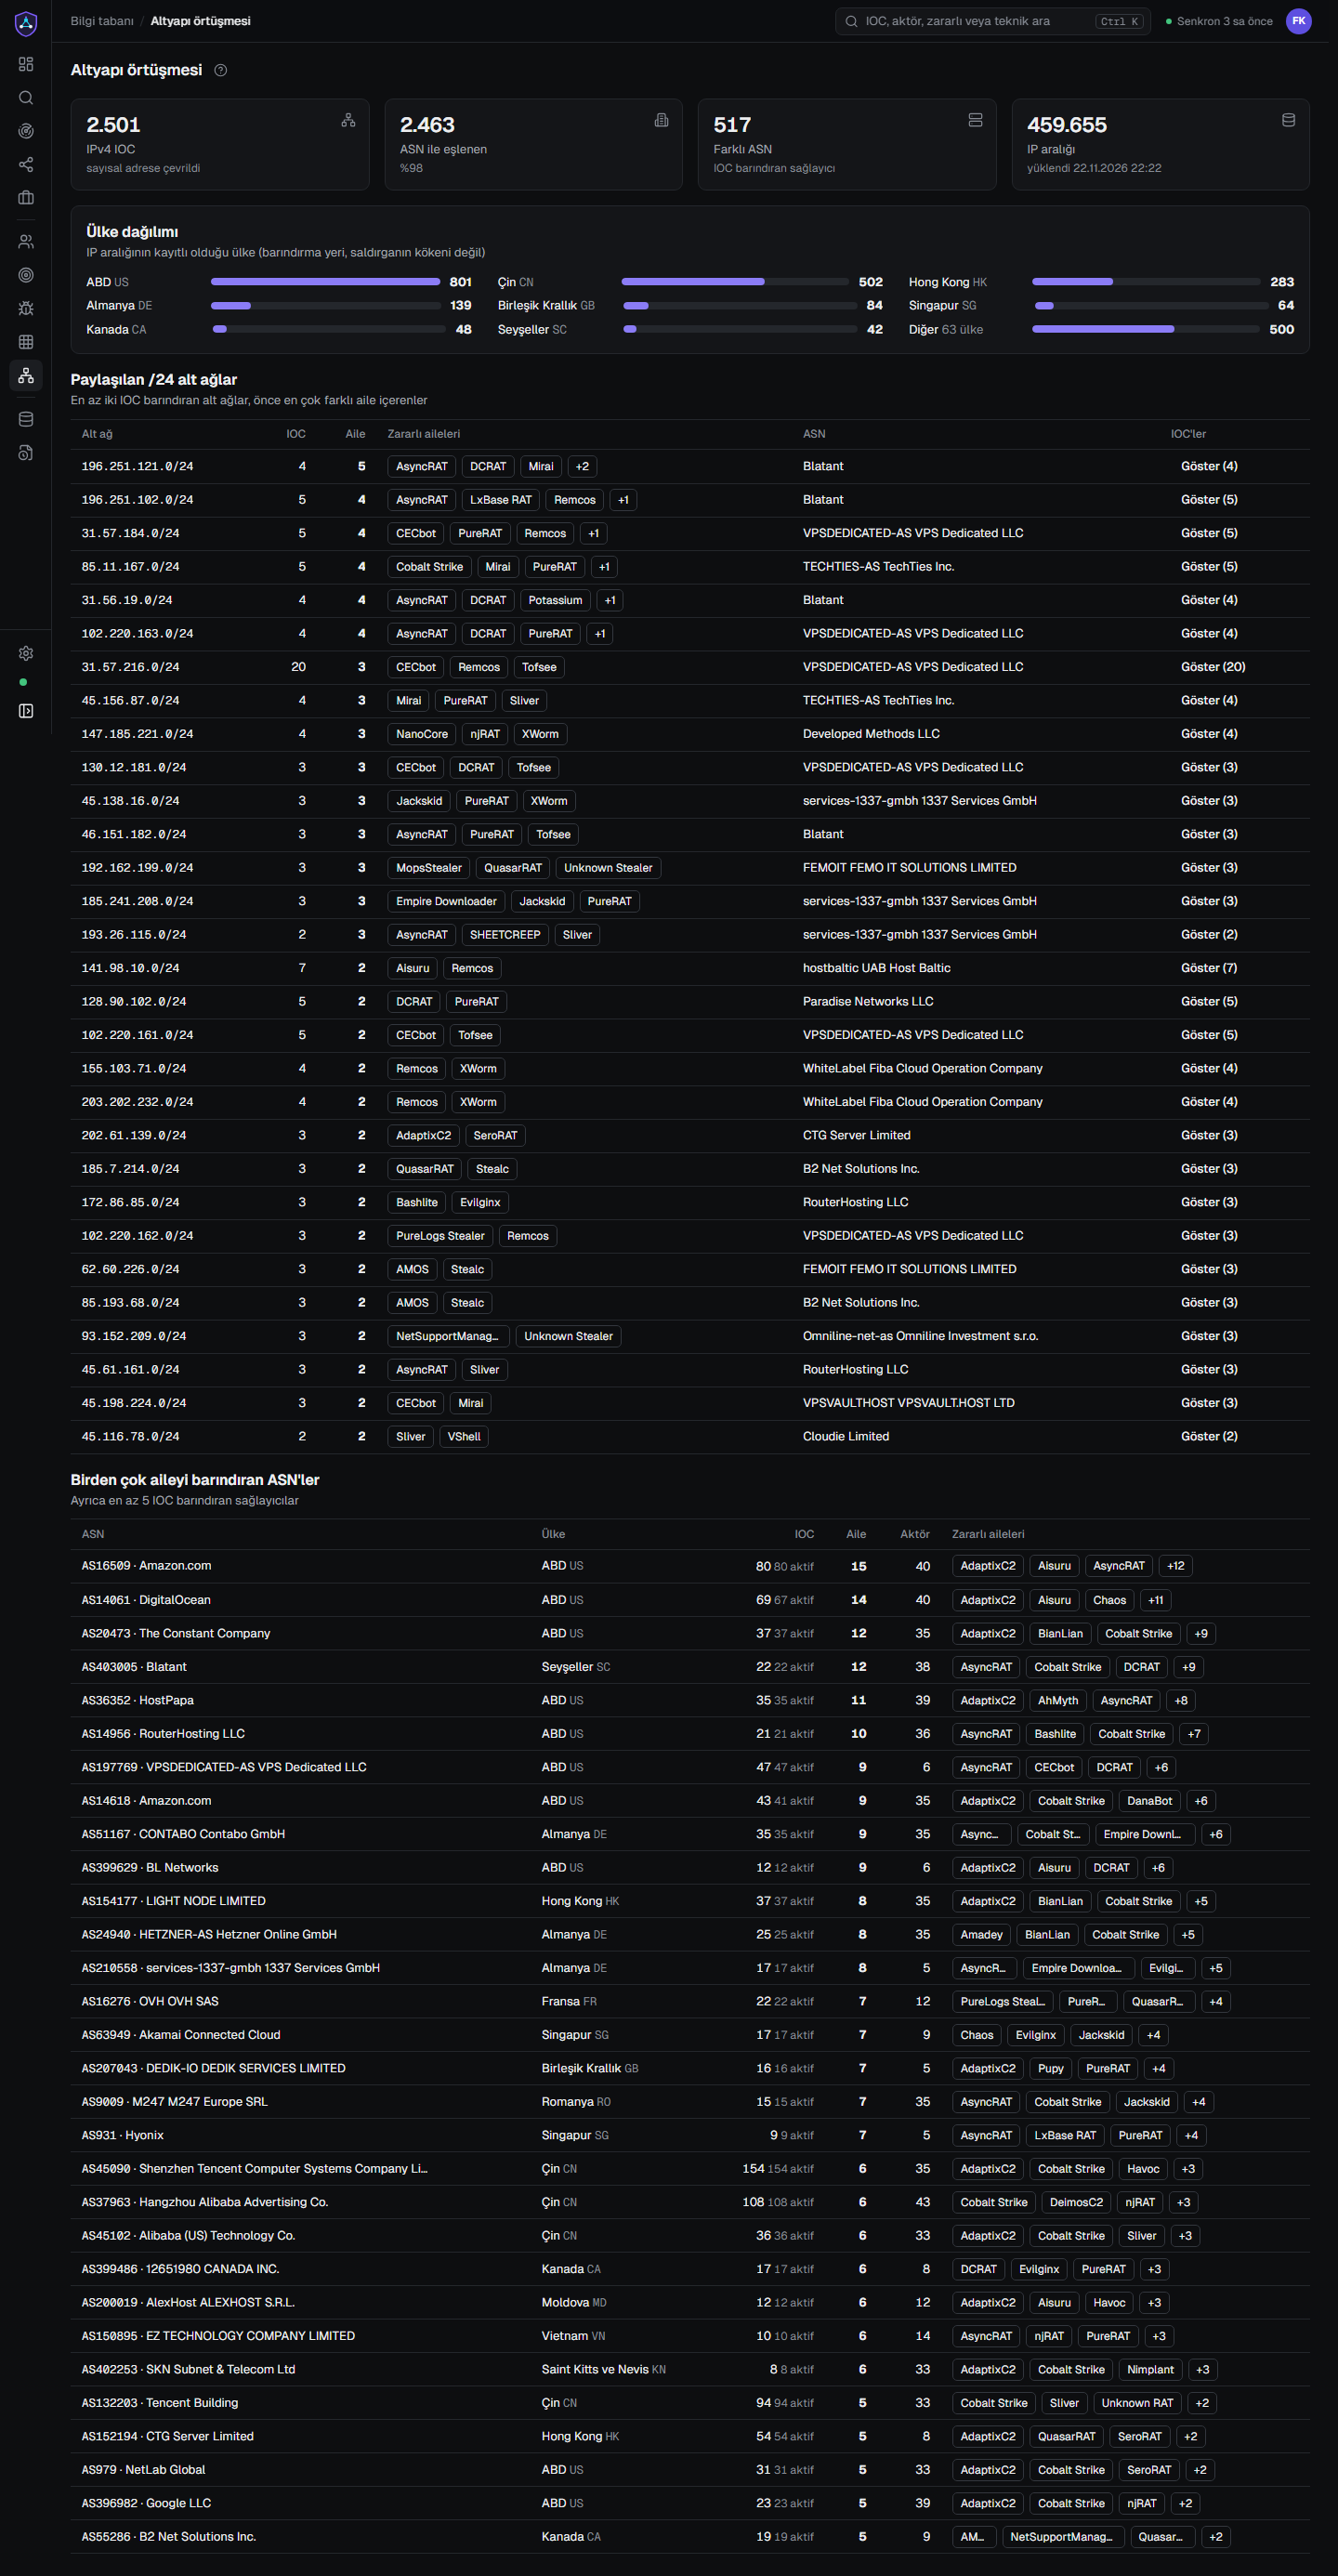 Bilgi tabanı / Altyapı örtüşmesi
IOC, aktör, zararlı veya teknik ara Ctrl K
Senkron 3 sa önce FK
Altyapı örtüşmesi ?
2.501
IPv4 IOC
sayısal adrese çevrildi
2.463
ASN ile eşlenen
%98
517
Farklı ASN
IOC barındıran sağlayıcı
459.655
IP aralığı
yüklendi 22.11.2026 22:22
Ülke dağılımı
IP aralığının kayıtlı olduğu ülke (barındırma yeri, saldırganın kökeni değil)
ABD US 801 Çin CN 502 Hong Kong HK 283
Almanya DE 139 Birleşik Krallık GB 84 Singapur SG 64
Kanada CA 48 Seyşeller SC 42 Diğer 63 ülke 500
Paylaşılan /24 alt ağlar
En az iki IOC barındıran alt ağlar, önce en çok farklı aile içerenler
Alt ağ IOC Aile Zararlı aileleri ASN IOC'ler
196.251.121.0/24 4 5 AsyncRAT DCRAT Mirai +2 Blatant Göster (4)
196.251.102.0/24 5 4 AsyncRAT LxBase RAT Remcos +1 Blatant Göster (5)
31.57.184.0/24 5 4 CECbot PureRAT Remcos +1 VPSDEDICATED-AS VPS Dedicated LLC Göster (5)
85.11.167.0/24 5 4 Cobalt Strike Mirai PureRAT +1 TECHTIES-AS TechTies Inc. Göster (5)
31.56.19.0/24 4 4 AsyncRAT DCRAT Potassium +1 Blatant Göster (4)
102.220.163.0/24 4 4 AsyncRAT DCRAT PureRAT +1 VPSDEDICATED-AS VPS Dedicated LLC Göster (4)
31.57.216.0/24 20 3 CECbot Remcos Tofsee VPSDEDICATED-AS VPS Dedicated LLC Göster (20)
45.156.87.0/24 4 3 Mirai PureRAT Sliver TECHTIES-AS TechTies Inc. Göster (4)
147.185.221.0/24 4 3 NanoCore njRAT XWorm Developed Methods LLC Göster (4)
130.12.181.0/24 3 3 CECbot DCRAT Tofsee VPSDEDICATED-AS VPS Dedicated LLC Göster (3)
45.138.16.0/24 3 3 Jackskid PureRAT XWorm services-1337-gmbh 1337 Services GmbH Göster (3)
46.151.182.0/24 3 3 AsyncRAT PureRAT Tofsee Blatant Göster (3)
192.162.199.0/24 3 3 MopsStealer QuasarRAT Unknown Stealer FEMOIT FEMO IT SOLUTIONS LIMITED Göster (3)
185.241.208.0/24 3 3 Empire Downloader Jackskid PureRAT services-1337-gmbh 1337 Services GmbH Göster (3)
193.26.115.0/24 2 3 AsyncRAT SHEETCREEP Sliver services-1337-gmbh 1337 Services GmbH Göster (2)
141.98.10.0/24 7 2 Aisuru Remcos hostbaltic UAB Host Baltic Göster (7)
128.90.102.0/24 5 2 DCRAT PureRAT Paradise Networks LLC Göster (5)
102.220.161.0/24 5 2 CECbot Tofsee VPSDEDICATED-AS VPS Dedicated LLC Göster (5)
155.103.71.0/24 4 2 Remcos XWorm WhiteLabel Fiba Cloud Operation Company Göster (4)
203.202.232.0/24 4 2 Remcos XWorm WhiteLabel Fiba Cloud Operation Company Göster (4)
202.61.139.0/24 3 2 AdaptixC2 SeroRAT CTG Server Limited Göster (3)
185.7.214.0/24 3 2 QuasarRAT Stealc B2 Net Solutions Inc. Göster (3)
172.86.85.0/24 3 2 Bashlite Evilginx RouterHosting LLC Göster (3)
102.220.162.0/24 3 2 PureLogs Stealer Remcos VPSDEDICATED-AS VPS Dedicated LLC Göster (3)
62.60.226.0/24 3 2 AMOS Stealc FEMOIT FEMO IT SOLUTIONS LIMITED Göster (3)
85.193.68.0/24 3 2 AMOS Stealc B2 Net Solutions Inc. Göster (3)
93.152.209.0/24 3 2 NetSupportManag... Unknown Stealer Omniline-net-as Omniline Investment s.r.o. Göster (3)
45.61.161.0/24 3 2 AsyncRAT Sliver RouterHosting LLC Göster (3)
45.198.224.0/24 3 2 CECbot Mirai VPSVAULTHOST VPSVAULT.HOST LTD Göster (3)
45.116.78.0/24 2 2 Sliver VShell Cloudie Limited Göster (2)
Birden çok aileyi barındıran ASN'ler
Ayrıca en az 5 IOC barındıran sağlayıcılar
ASN Ülke IOC Aile Aktör Zararlı aileleri
AS16509 · Amazon.com ABD US 80 80 aktif 15 40 AdaptixC2 Aisuru AsyncRAT +12
AS14061 · DigitalOcean ABD US 69 67 aktif 14 40 AdaptixC2 Aisuru Chaos +11
AS20473 · The Constant Company ABD US 37 37 aktif 12 35 AdaptixC2 BianLian Cobalt Strike +9
AS403005 · Blatant Seyşeller SC 22 22 aktif 12 38 AsyncRAT Cobalt Strike DCRAT +9
AS36352 · HostPapa ABD US 35 35 aktif 11 39 AdaptixC2 AhMyth AsyncRAT +8
AS14956 · RouterHosting LLC ABD US 21 21 aktif 10 36 AsyncRAT Bashlite Cobalt Strike +7
AS197769 · VPSDEDICATED-AS VPS Dedicated LLC ABD US 47 47 aktif 9 6 AsyncRAT CECbot DCRAT +6
AS14618 · Amazon.com ABD US 43 41 aktif 9 35 AdaptixC2 Cobalt Strike DanaBot +6
AS51167 · CONTABO Contabo GmbH Almanya DE 35 35 aktif 9 35 Async... Cobalt St... Empire Downl... +6
AS399629 · BL Networks ABD US 12 12 aktif 9 6 AdaptixC2 Aisuru DCRAT +6
AS154177 · LIGHT NODE LIMITED Hong Kong HK 37 37 aktif 8 35 AdaptixC2 BianLian Cobalt Strike +5
AS24940 · HETZNER-AS Hetzner Online GmbH Almanya DE 25 25 aktif 8 35 Amadey BianLian Cobalt Strike +5
AS210558 · services-1337-gmbh 1337 Services GmbH Almanya DE 17 17 aktif 8 5 AsyncR... Empire Downloa... Evilgi... +5
AS16276 · OVH OVH SAS Fransa FR 22 22 aktif 7 12 PureLogs Steal... PureR... QuasarR... +4
AS63949 · Akamai Connected Cloud Singapur SG 17 17 aktif 7 9 Chaos Evilginx Jackskid +4
AS207043 · DEDIK-IO DEDIK SERVICES LIMITED Birleşik Krallık GB 16 16 aktif 7 5 AdaptixC2 Pupy PureRAT +4
AS9009 · M247 M247 Europe SRL Romanya RO 15 15 aktif 7 35 AsyncRAT Cobalt Strike Jackskid +4
AS931 · Hyonix Singapur SG 9 9 aktif 7 5 AsyncRAT LxBase RAT PureRAT +4
AS45090 · Shenzhen Tencent Computer Systems Company Li... Çin CN 154 154 aktif 6 35 AdaptixC2 Cobalt Strike Havoc +3
AS37963 · Hangzhou Alibaba Advertising Co. Çin CN 108 108 aktif 6 43 Cobalt Strike DeimosC2 njRAT +3
AS45102 · Alibaba (US) Technology Co. Çin CN 36 36 aktif 6 33 AdaptixC2 Cobalt Strike Sliver +3
AS399486 · 12651980 CANADA INC. Kanada CA 17 17 aktif 6 8 DCRAT Evilginx PureRAT +3
AS200019 · AlexHost ALEXHOST S.R.L. Moldova MD 12 12 aktif 6 12 AdaptixC2 Aisuru Havoc +3
AS150895 · EZ TECHNOLOGY COMPANY LIMITED Vietnam VN 10 10 aktif 6 14 AsyncRAT njRAT PureRAT +3
AS402253 · SKN Subnet & Telecom Ltd Saint Kitts ve Nevis KN 8 8 aktif 6 33 AdaptixC2 Cobalt Strike Nimplant +3
AS132203 · Tencent Building Çin CN 94 94 aktif 5 33 Cobalt Strike Sliver Unknown RAT +2
AS152194 · CTG Server Limited Hong Kong HK 54 54 aktif 5 8 AdaptixC2 QuasarRAT SeroRAT +2
AS979 · NetLab Global ABD US 31 31 aktif 5 33 AdaptixC2 Cobalt Strike SeroRAT +2
AS396982 · Google LLC ABD US 23 23 aktif 5 39 AdaptixC2 Cobalt Strike njRAT +2
AS55286 · B2 Net Solutions Inc. Kanada CA 19 19 aktif 5 9 AM... NetSupportManag... Quasar... +2